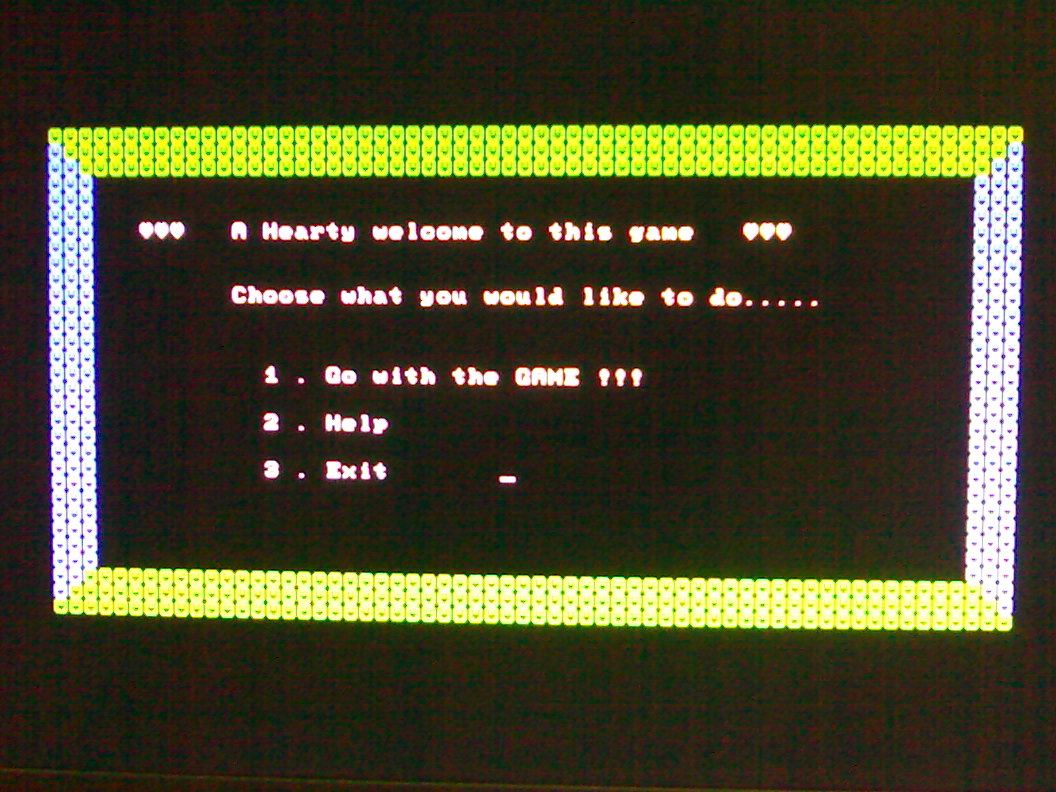 ♥♥♥ A Hearty welcome to this game ♥♥♥
Choose what you would like to do.....
1 . Go with the GAME !!!
2 . Help
3 . Exit _